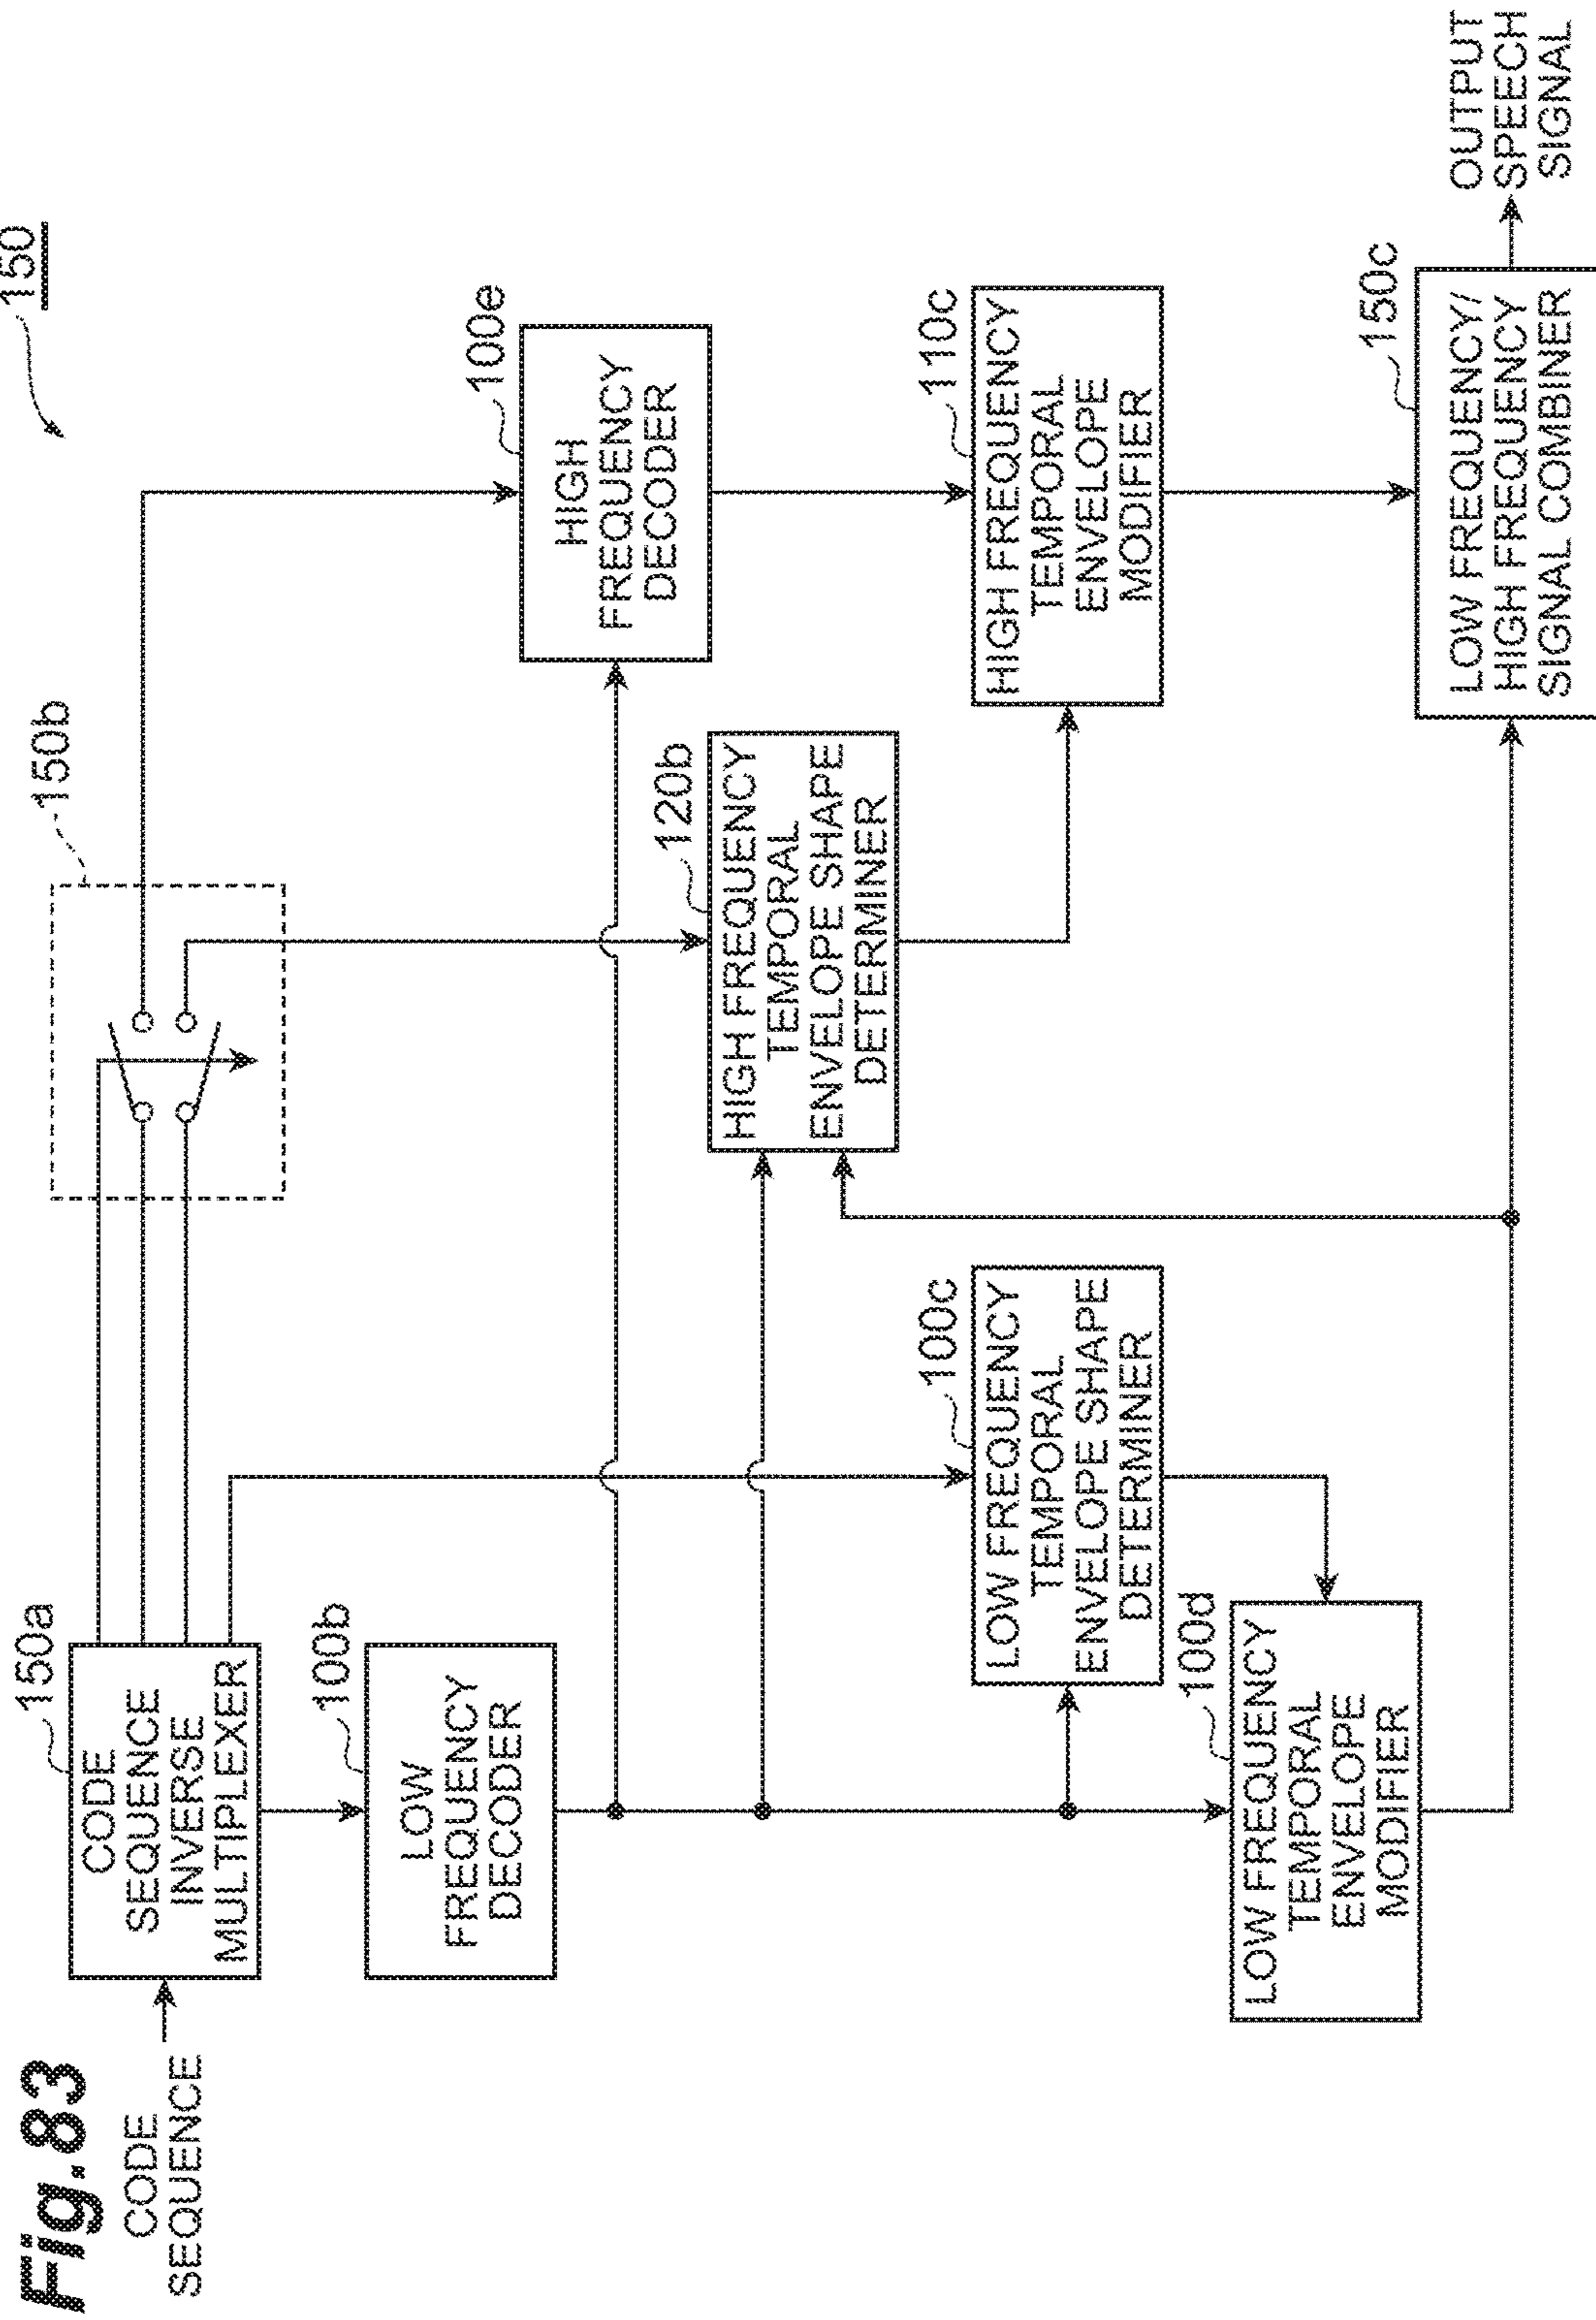 Fig.83
150
CODE
SEQUENCE
150a
CODE
SEQUENCE
INVERSE
MULTIPLEXER
150b
100b
LOW
FREQUENCY
DECODER
100e
HIGH
FREQUENCY
DECODER
120b
HIGH FREQUENCY
TEMPORAL
ENVELOPE SHAPE
DETERMINER
100c
LOW FREQUENCY
TEMPORAL
ENVELOPE SHAPE
DETERMINER
110c
HIGH FREQUENCY
TEMPORAL
ENVELOPE
MODIFIER
100d
LOW FREQUENCY
TEMPORAL
ENVELOPE
MODIFIER
150c
LOW FREQUENCY/
HIGH FREQUENCY
SIGNAL COMBINER
OUTPUT
SPEECH
SIGNAL